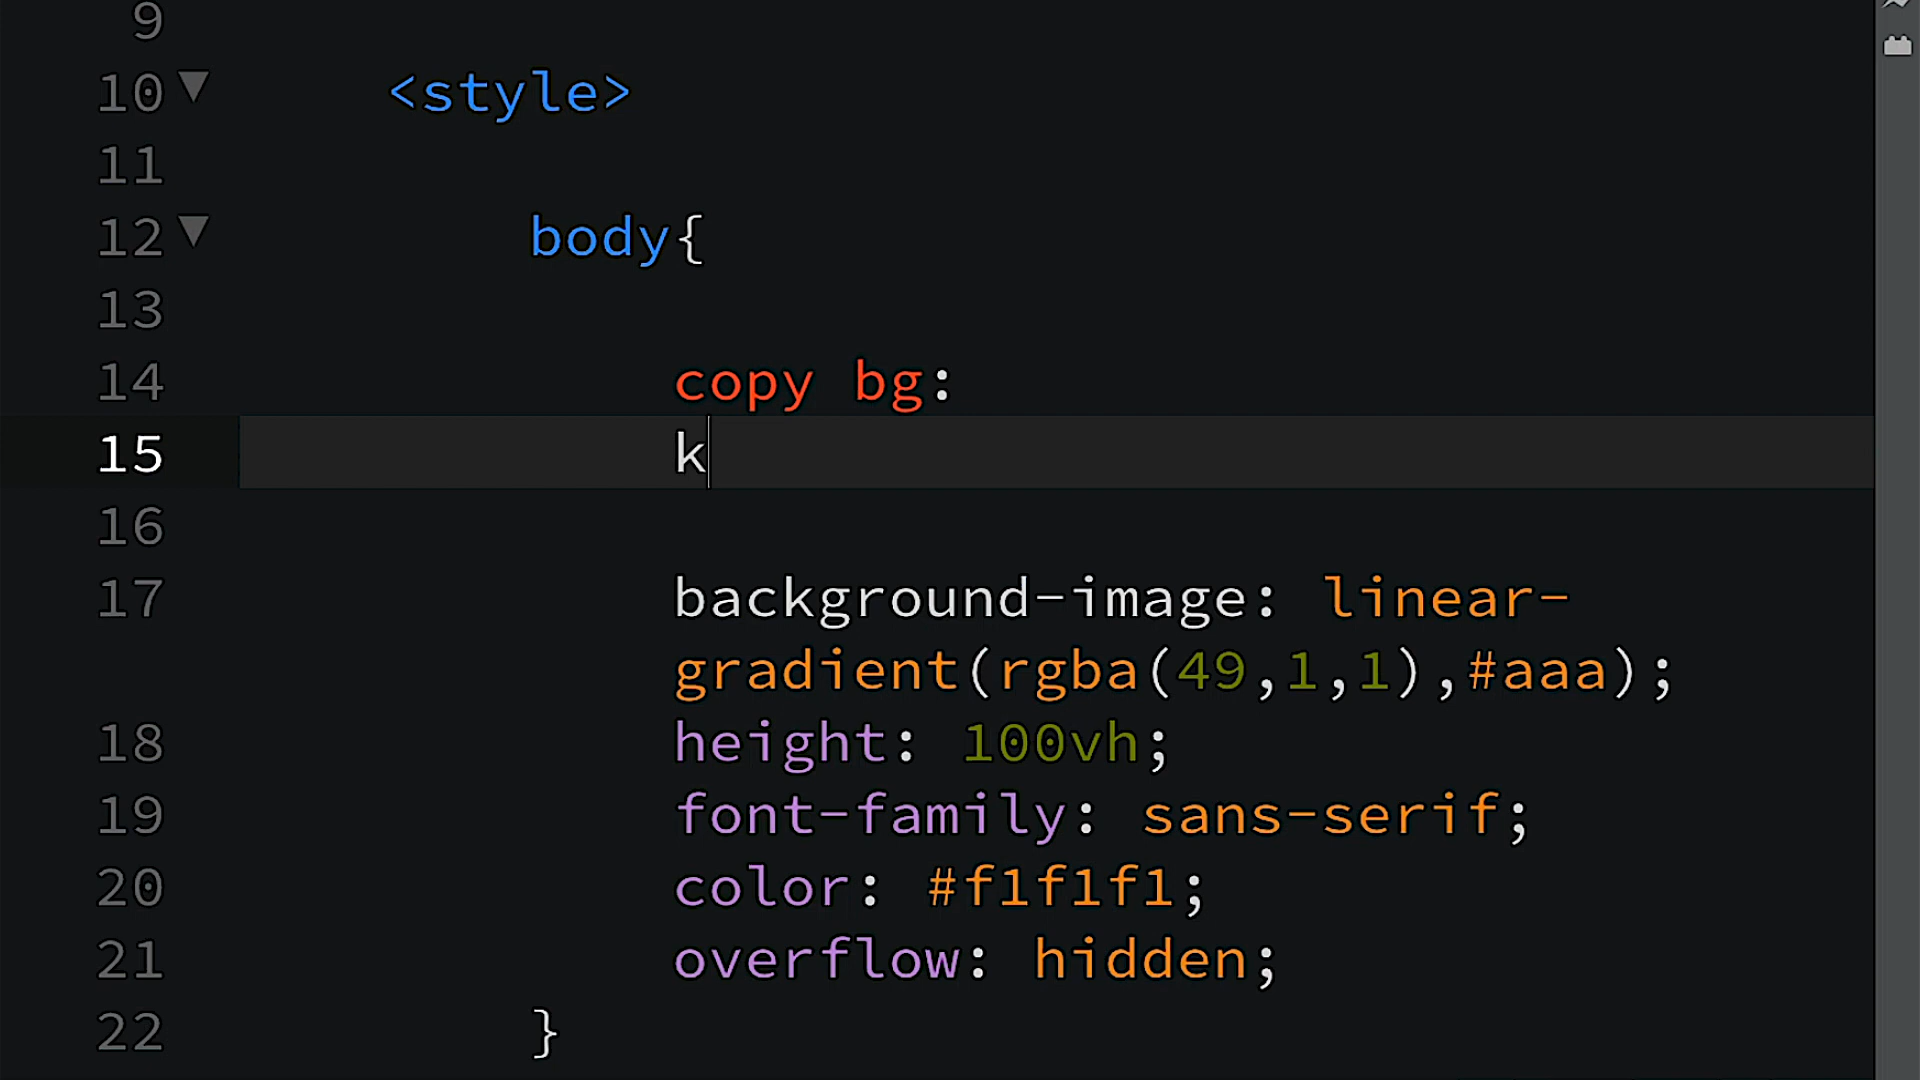 9
10 <style>
11
12 body{
13
14 copy bg:
15 k
16
17 background-image: linear-
gradient(rgba(49,1,1),#aaa);
18 height: 100vh;
19 font-family: sans-serif;
20 color: #f1f1f1;
21 overflow: hidden;
22 }